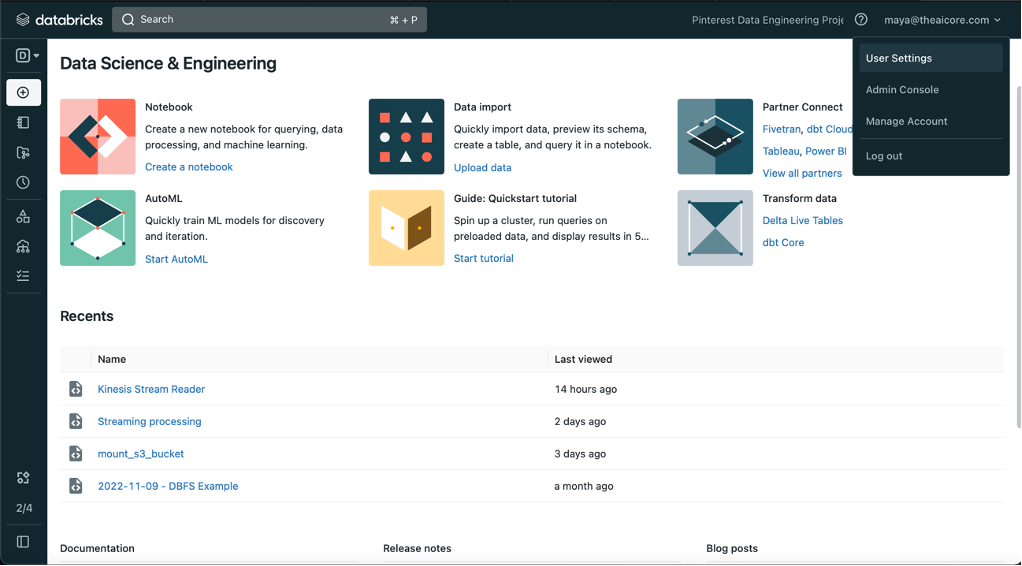 databricks
Search
⌘ + P
Pinterest Data Engineering Proje
maya@theaicore.com
D
User Settings
Admin Console
Manage Account
Log out
Data Science & Engineering
Notebook
Create a new notebook for querying, data
processing, and machine learning.
Create a notebook
Data import
Quickly import data, preview its schema,
create a table, and query it in a notebook.
Upload data
Partner Connect
Fivetran, dbt Cloud
Tableau, Power BI
View all partners
AutoML
Quickly train ML models for discovery
and iteration.
Start AutoML
Guide: Quickstart tutorial
Spin up a cluster, run queries on
preloaded data, and display results in 5...
Start tutorial
Transform data
Delta Live Tables
dbt Core
Recents
Name
Last viewed
Kinesis Stream Reader
14 hours ago
Streaming processing
2 days ago
mount_s3_bucket
3 days ago
2022-11-09 - DBFS Example
a month ago
2/4
Documentation
Release notes
Blog posts